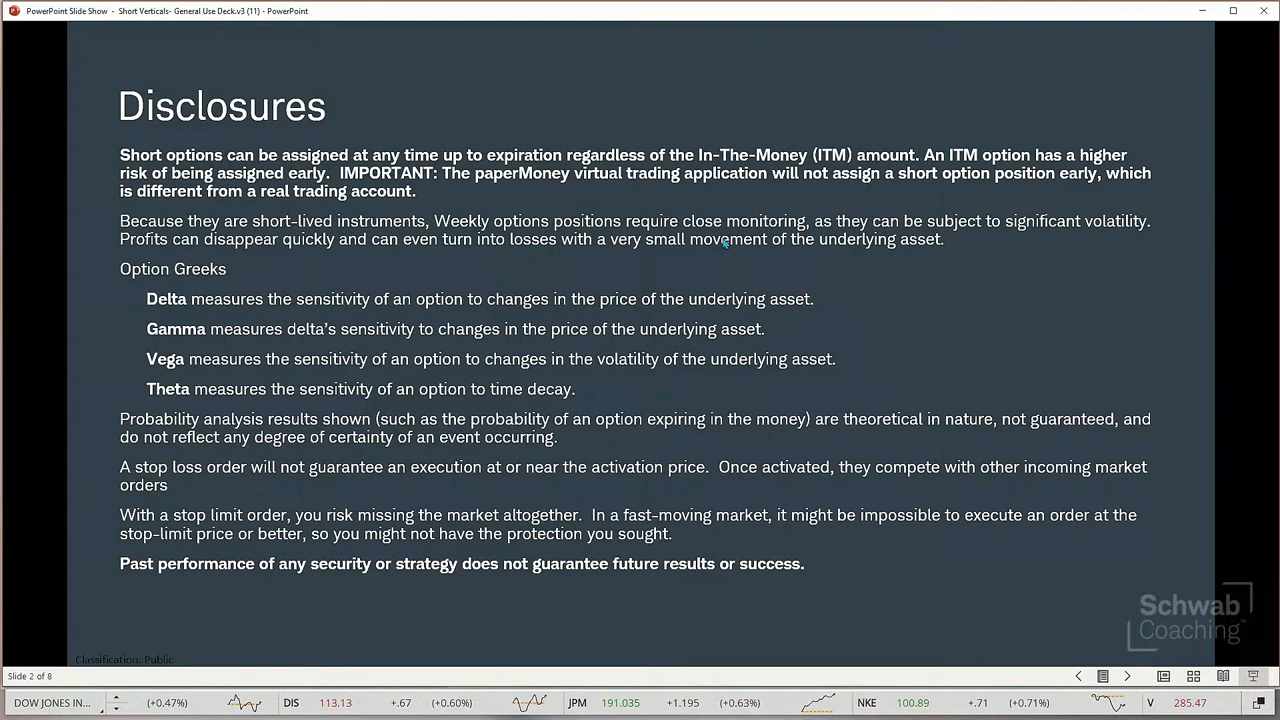 PowerPoint Slide Show - Short Verticals- General Use Deck.v3 (11) - PowerPoint
Disclosures
Short options can be assigned at any time up to expiration regardless of the In-The-Money (ITM) amount. An ITM option has a higher
risk of being assigned early. IMPORTANT: The paperMoney virtual trading application will not assign a short option position early, which
is different from a real trading account.
Because they are short-lived instruments, Weekly options positions require close monitoring, as they can be subject to significant volatility.
Profits can disappear quickly and can even turn into losses with a very small movement of the underlying asset.
Option Greeks
Delta measures the sensitivity of an option to changes in the price of the underlying asset.
Gamma measures delta's sensitivity to changes in the price of the underlying asset.
Vega measures the sensitivity of an option to changes in the volatility of the underlying asset.
Theta measures the sensitivity of an option to time decay.
Probability analysis results shown (such as the probability of an option expiring in the money) are theoretical in nature, not guaranteed, and
do not reflect any degree of certainty of an event occurring.
A stop loss order will not guarantee an execution at or near the activation price. Once activated, they compete with other incoming market
orders
With a stop limit order, you risk missing the market altogether. In a fast-moving market, it might be impossible to execute an order at the
stop-limit price or better, so you might not have the protection you sought.
Past performance of any security or strategy does not guarantee future results or success.
Schwab
Coaching™
Classification: Public
Slide 2 of 8
DOW JONES IN... (+0.47%) DIS 113.13 +.67 (+0.60%) JPM 191.035 +1.195 (+0.63%) NKE 100.89 +.71 (+0.71%) V 285.47